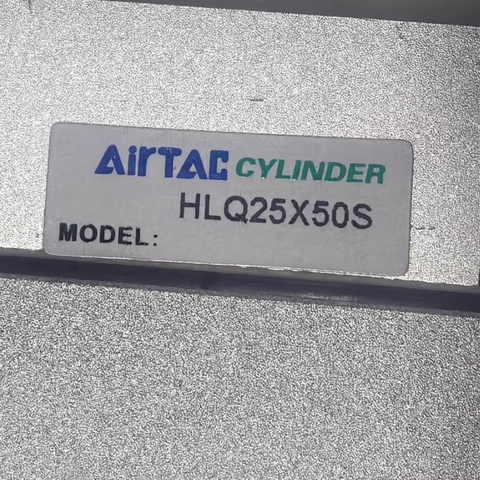 AirTAC CYLINDER
HLQ25X50S
MODEL: